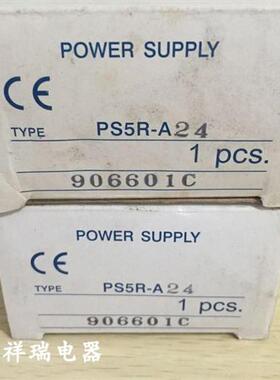 POWER SUPPLY
CE
TYPE PS5R-A24
1 pcs.
906601C
POWER SUPPLY
CE
TYPE PS5R-A24
1 pcs.
906601C
祥瑞电器